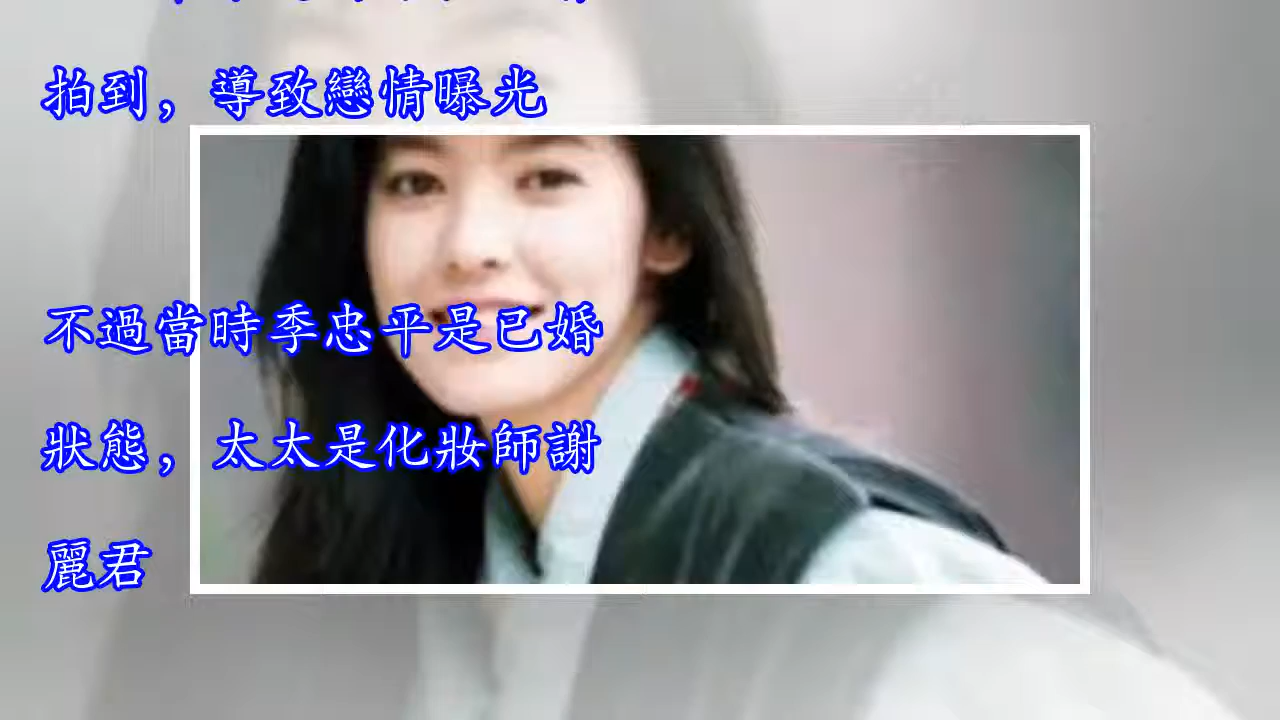 拍到，導致戀情曝光
不過當時季忠平是已婚
狀態，太太是化妝師謝
麗君